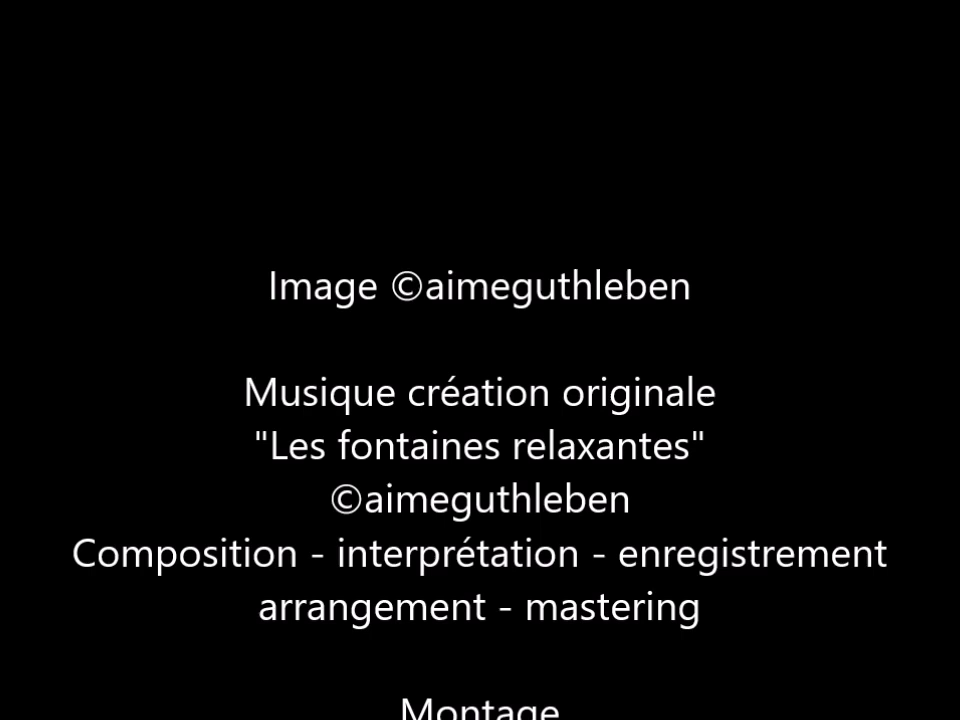 Image ©aimeguthleben
Musique création originale
"Les fontaines relaxantes"
©aimeguthleben
Composition - interprétation - enregistrement
arrangement - mastering
Montage